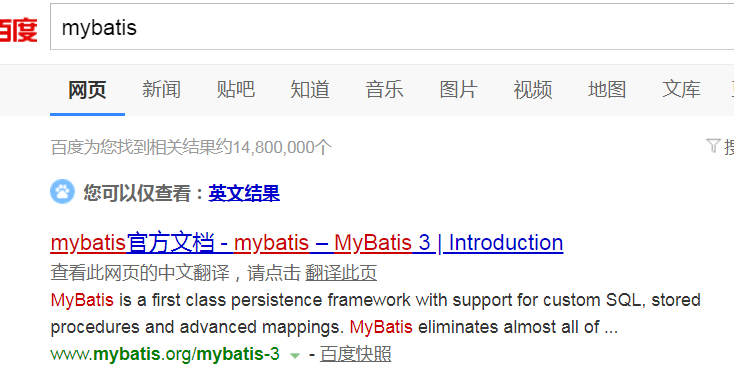 百度
mybatis
网页 新闻 贴吧 知道 音乐 图片 视频 地图 文库
百度为您找到相关结果约14,800,000个
您可以仅查看：英文结果
mybatis官方文档 - mybatis – MyBatis 3 | Introduction
查看此网页的中文翻译，请点击 翻译此页
MyBatis is a first class persistence framework with support for custom SQL, stored
procedures and advanced mappings. MyBatis eliminates almost all of ...
www.mybatis.org/mybatis-3 - 百度快照